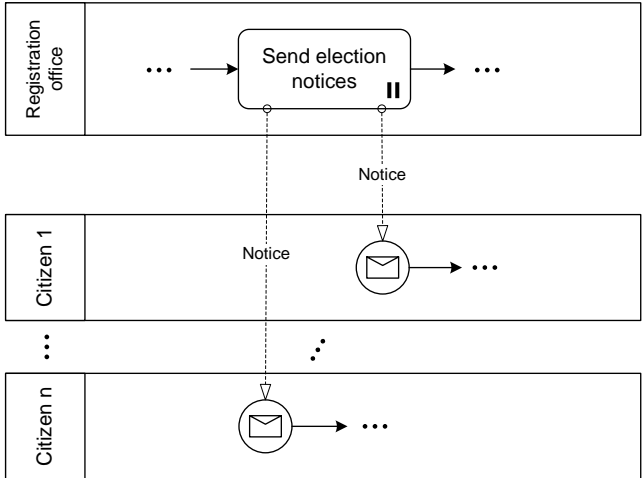 Registration
office
Send election
notices
Notice
Citizen 1
Notice
Citizen n